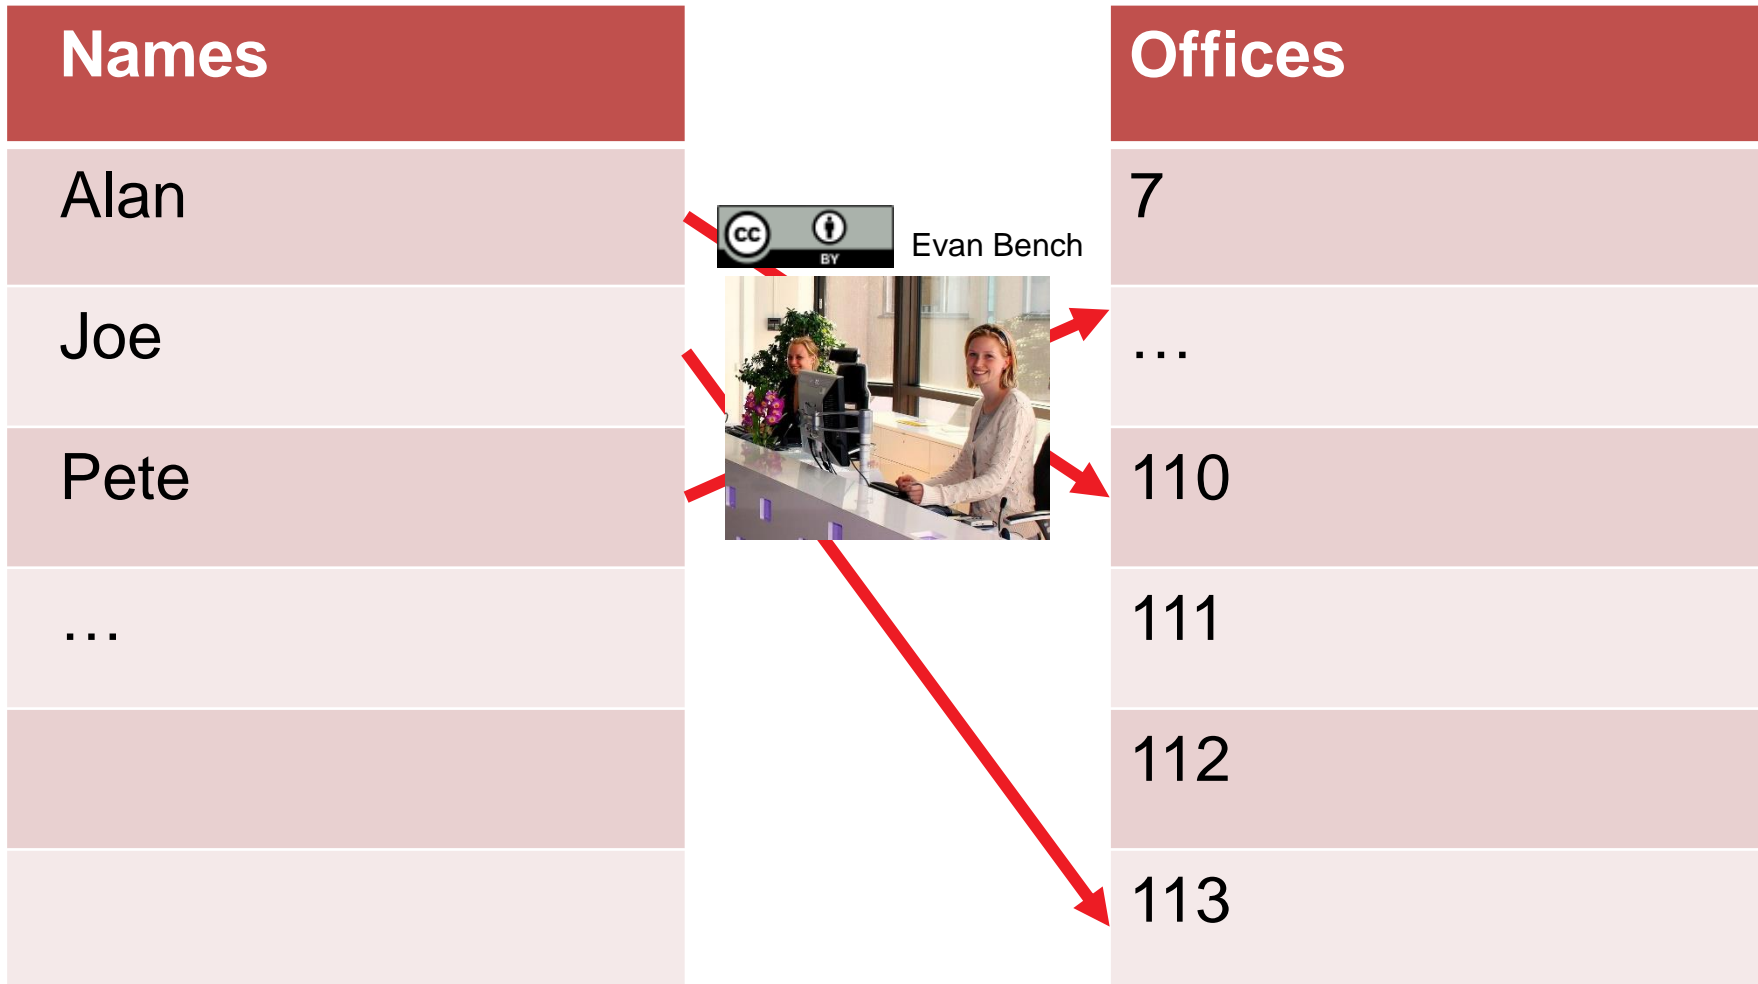 Names
Offices
Alan
7
CC
BY
Evan Bench
Joe
…
Pete
110
…
111
112
113